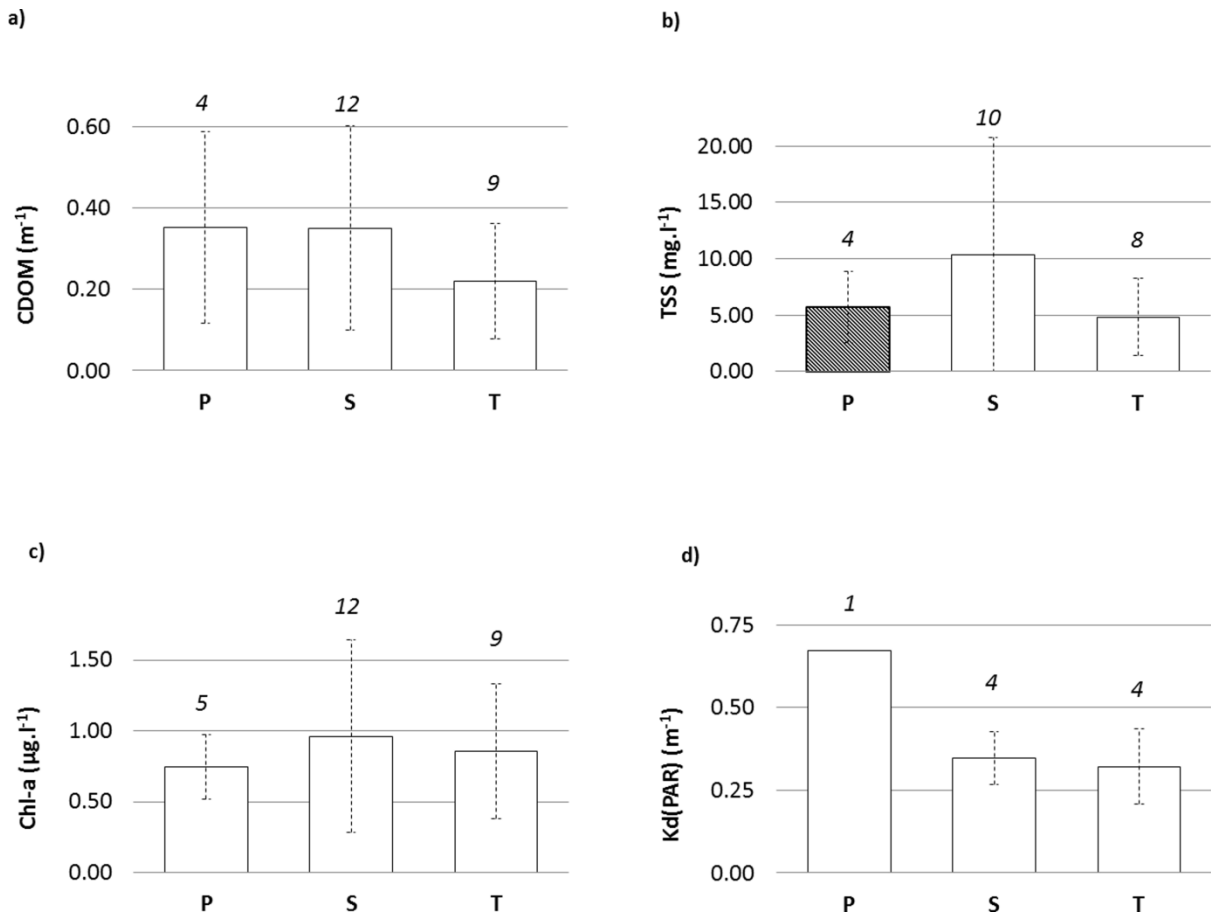 a)
4 12 9
0.60
0.40
0.20
0.00
CDOM (m⁻¹)
P S T
b)
4 10 8
20.00
15.00
10.00
5.00
0.00
TSS (mg.l⁻¹)
P S T
c)
5 12 9
1.50
1.00
0.50
0.00
Chl-a (µg.l⁻¹)
P S T
d)
1 4 4
0.75
0.50
0.25
0.00
Kd(PAR) (m⁻¹)
P S T